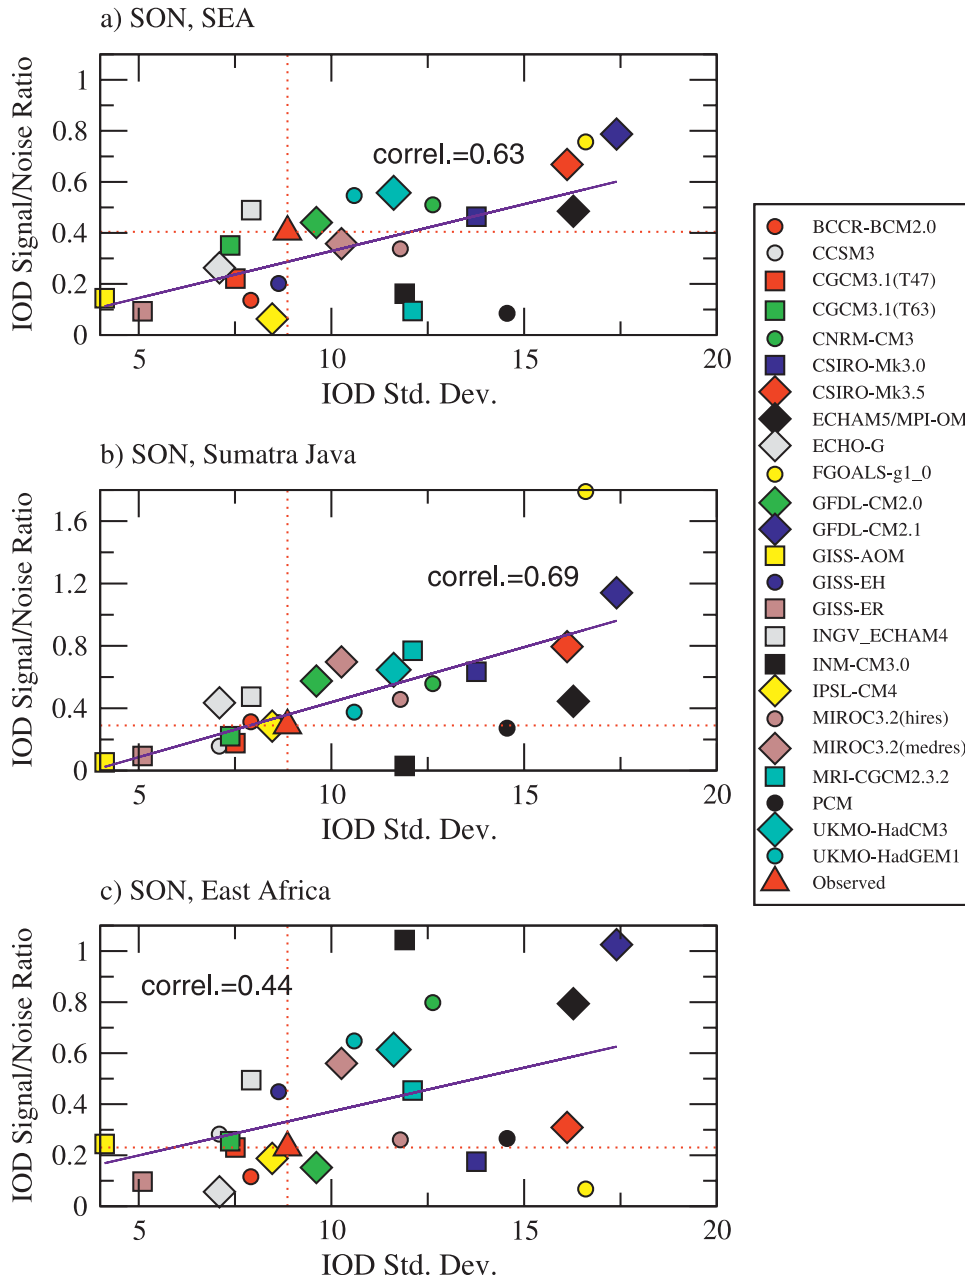 a) SON, SEA
IOD Signal/Noise Ratio
1
0.8
0.6
0.4
0.2
0
correl.=0.63
5 10 15 20
IOD Std. Dev.
b) SON, Sumatra Java
IOD Signal/Noise Ratio
1.6
1.2
0.8
0.4
0
correl.=0.69
5 10 15 20
IOD Std. Dev.
c) SON, East Africa
IOD Signal/Noise Ratio
1
0.8
0.6
0.4
0.2
0
correl.=0.44
5 10 15 20
IOD Std. Dev.
BCCR-BCM2.0
CCSM3
CGCM3.1(T47)
CGCM3.1(T63)
CNRM-CM3
CSIRO-Mk3.0
CSIRO-Mk3.5
ECHAM5/MPI-OM
ECHO-G
FGOALS-g1_0
GFDL-CM2.0
GFDL-CM2.1
GISS-AOM
GISS-EH
GISS-ER
INGV_ECHAM4
INM-CM3.0
IPSL-CM4
MIROC3.2(hires)
MIROC3.2(medres)
MRI-CGCM2.3.2
PCM
UKMO-HadCM3
UKMO-HadGEM1
Observed